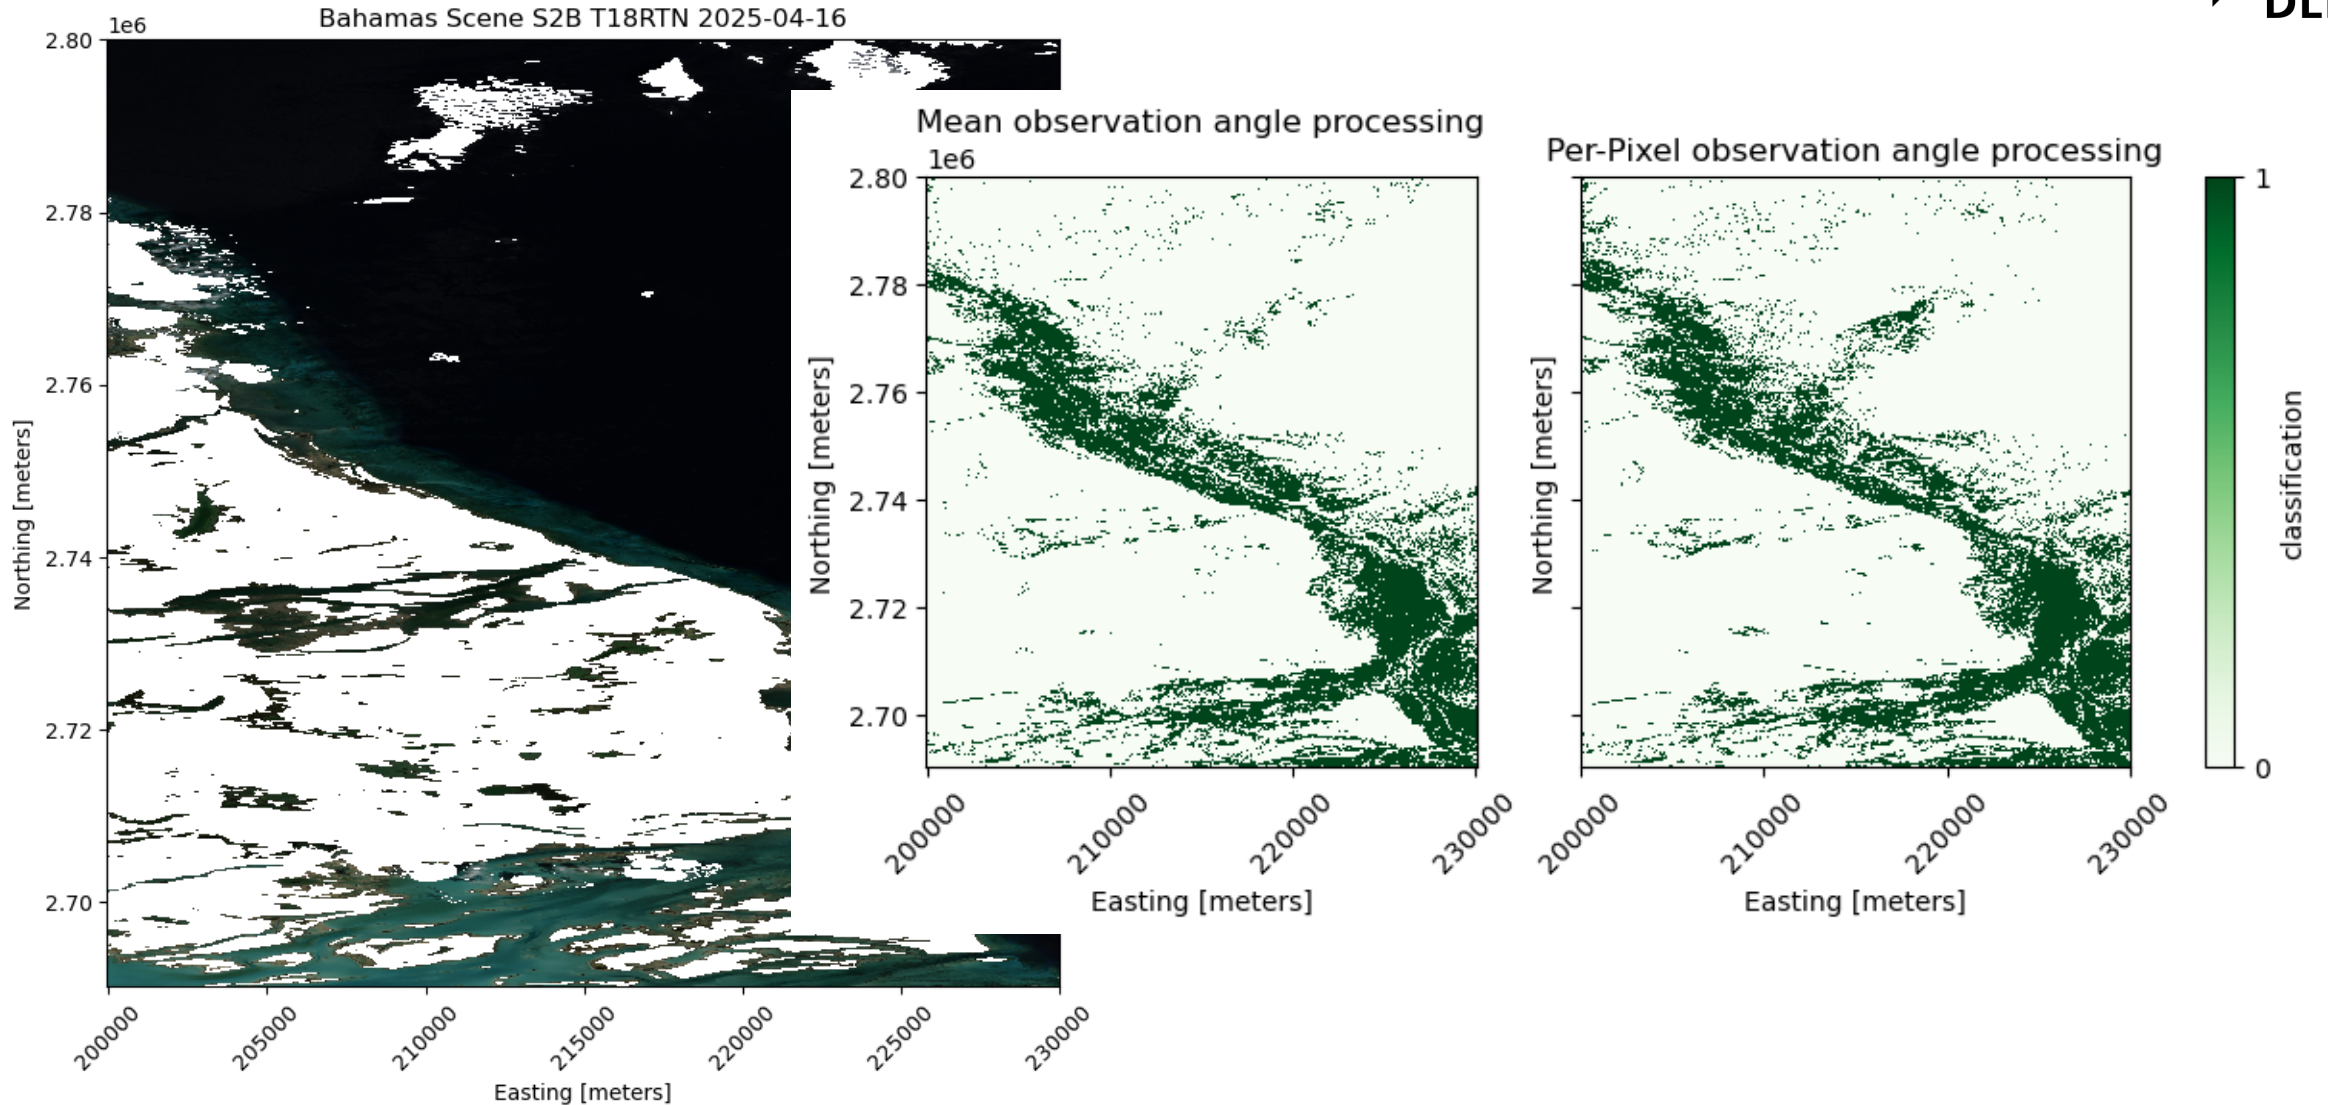 Bahamas Scene S2B T18RTN 2025-04-16
1e6
2.80
2.78
2.76
2.74
2.72
2.70
Northing [meters]
200000
205000
210000
215000
220000
225000
230000
Easting [meters]
Mean observation angle processing
1e6
2.80
2.78
2.76
2.74
2.72
2.70
Northing [meters]
200000
210000
220000
230000
Easting [meters]
Per-Pixel observation angle processing
Northing [meters]
200000
210000
220000
230000
Easting [meters]
1
0
classification